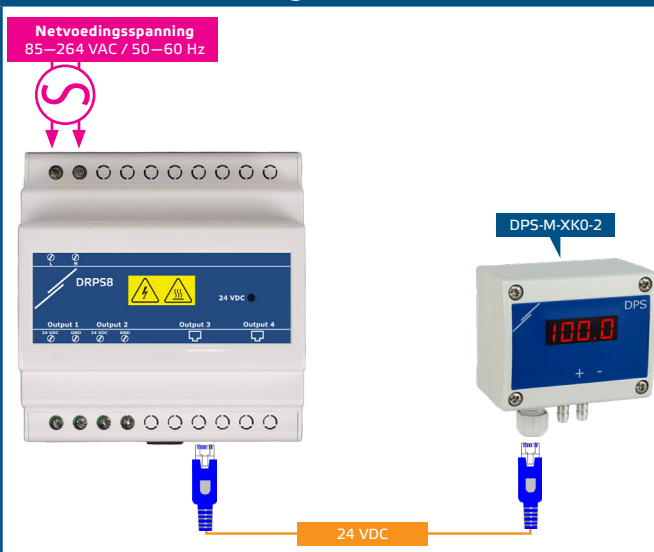 Netvoedingsspanning
85—264 VAC / 50—60 Hz
L N
DRPS8
24 VDC
Output 1 Output 2 Output 3 Output 4
24 VDC GND 24 VDC GND
DPS-M-XK0-2
DPS
100.0
+ -
24 VDC